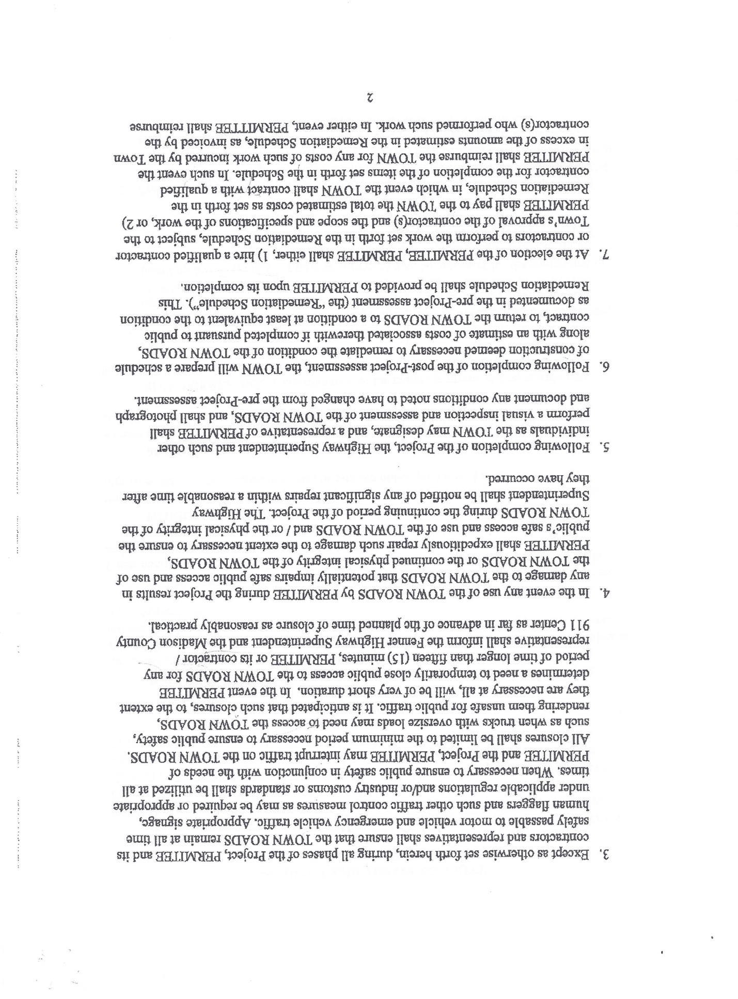 3. Except as otherwise set forth herein, during all phases of the Project, PERMITTEE and its
contractors and representatives shall ensure that the TOWN ROADS remain at all time
safely passable to motor vehicle and emergency vehicle traffic. Appropriate signage,
human flaggers and such other traffic control measures as may be required or appropriate
under applicable regulations and/or industry customs or standards shall be utilized at all
times. When necessary to ensure public safety in conjunction with the needs of
PERMITTEE and the Project, PERMITTEE may interrupt traffic on the TOWN ROADS.
All closures shall be limited to the minimum period necessary to ensure public safety,
such as when trucks with oversize loads may need to access the TOWN ROADS,
rendering them unsafe for public traffic. It is anticipated that such closures, to the extent
they are necessary at all, will be of very short duration. In the event PERMITTEE
determines a need to temporarily close public access to the TOWN ROADS for any
period of time longer than fifteen (15) minutes, PERMITEE or its contractor /
representative shall inform the Fenner Highway Superintendent and the Madison County
911 Center as far in advance of the planned time of closure as reasonably practical.
4. In the event any use of the TOWN ROADS by PERMITTEE during the Project results in
any damage to the TOWN ROADS that potentially impairs safe public access and use of
the TOWN ROADS or the continued physical integrity of the TOWN ROADS,
PERMITTEE shall expeditiously repair such damage to the extent necessary to ensure the
public's safe access and use of the TOWN ROADS and / or the physical integrity of the
TOWN ROADS during the continuing period of the Project. The Highway
Superintendent shall be notified of any significant repairs within a reasonable time after
they have occurred.
5. Following completion of the Project, the Highway Superintendent and such other
individuals as the TOWN may designate, and a representative of PERMITTEE shall
perform a visual inspection and assessment of the TOWN ROADS, and shall photograph
and document any conditions noted to have changed from the pre-Project assessment.
6. Following completion of the post-Project assessment, the TOWN will prepare a schedule
of construction deemed necessary to remediate the condition of the TOWN ROADS,
along with an estimate of costs associated therewith if completed pursuant to public
contract, to return the TOWN ROADS to a condition at least equivalent to the condition
as documented in the pre-Project assessment (the "Remediation Schedule"). This
Remediation Schedule shall be provided to PERMITEE upon its completion.
7. At the election of the PERMITEE, PERMITEE shall either, 1) hire a qualified contractor
or contractors to perform the work set forth in the Remediation Schedule, subject to the
Town's approval of the contractor(s) and the scope and specifications of the work, or 2)
PERMITTEE shall pay to the TOWN the total estimated costs as set forth in the
Remediation Schedule, in which event the TOWN shall contract with a qualified
contractor for the completion of the items set forth in the Schedule. In such event the
PERMITEE shall reimburse the TOWN for any costs of such work incurred by the Town
in excess of the amounts estimated in the Remediation Schedule, as invoiced by the
contractor(s) who performed such work. In either event, PERMITTEE shall reimburse
2